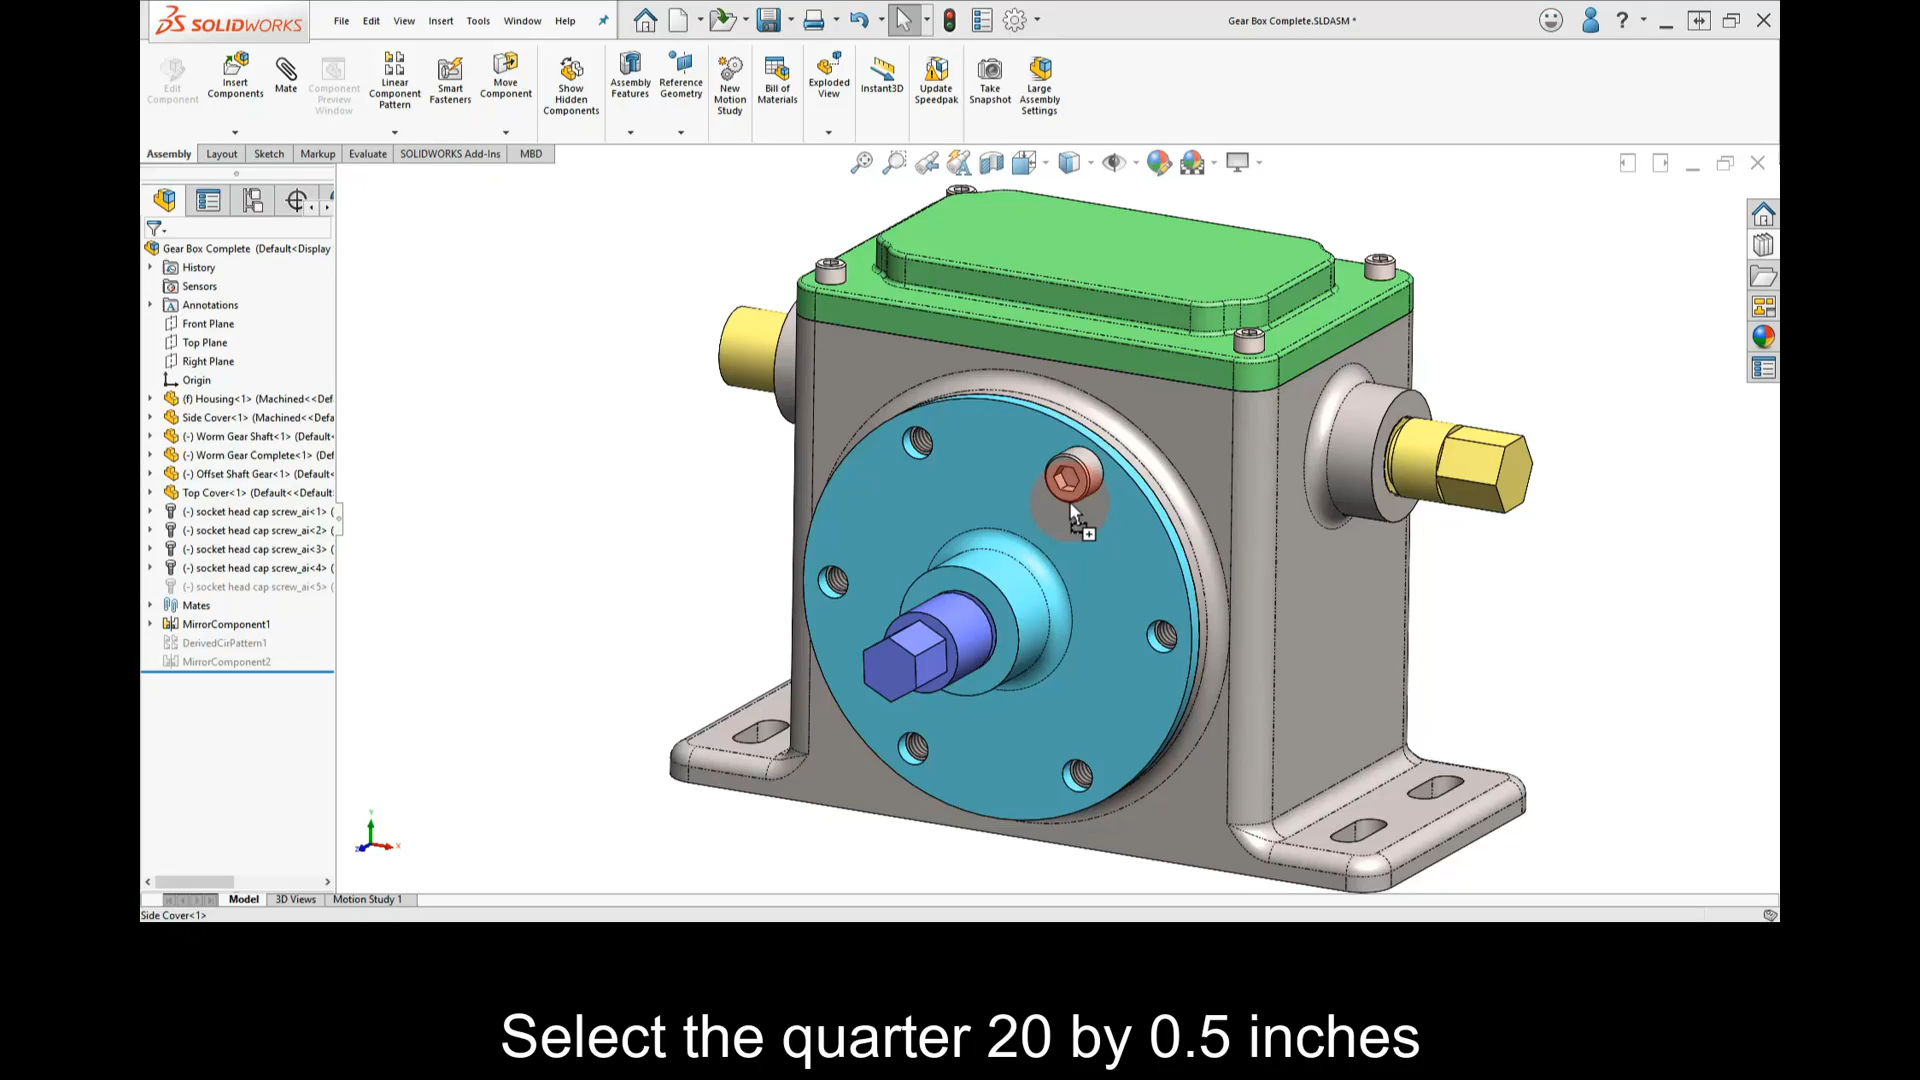 SOLIDWORKS
File Edit View Insert Tools Window Help
Gear Box Complete.SLDASM *
Edit Component
Insert Components
Mate
Component Preview Window
Linear Component Pattern
Smart Fasteners
Move Component
Show Hidden Components
Assembly Features
Reference Geometry
New Motion Study
Bill of Materials
Exploded View
Instant3D
Update Speedpak
Take Snapshot
Large Assembly Settings
Assembly Layout Sketch Markup Evaluate SOLIDWORKS Add-Ins MBD
Gear Box Complete (Default<Display
History
Sensors
Annotations
Front Plane
Top Plane
Right Plane
Origin
(f) Housing<1> (Machined<<Def
Side Cover<1> (Machined<<Defa
(-) Worm Gear Shaft<1> (Default<
(-) Worm Gear Complete<1> (Def
(-) Offset Shaft Gear<1> (Default<
Top Cover<1> (Default<<Default
(-) socket head cap screw_ai<1> (
(-) socket head cap screw_ai<2> (
(-) socket head cap screw_ai<3> (
(-) socket head cap screw_ai<4> (
(-) socket head cap screw_ai<5> (
Mates
MirrorComponent1
DerivedCirPattern1
MirrorComponent2
Y
X
Z
Model 3D Views Motion Study 1
Side Cover<1>
Select the quarter 20 by 0.5 inches